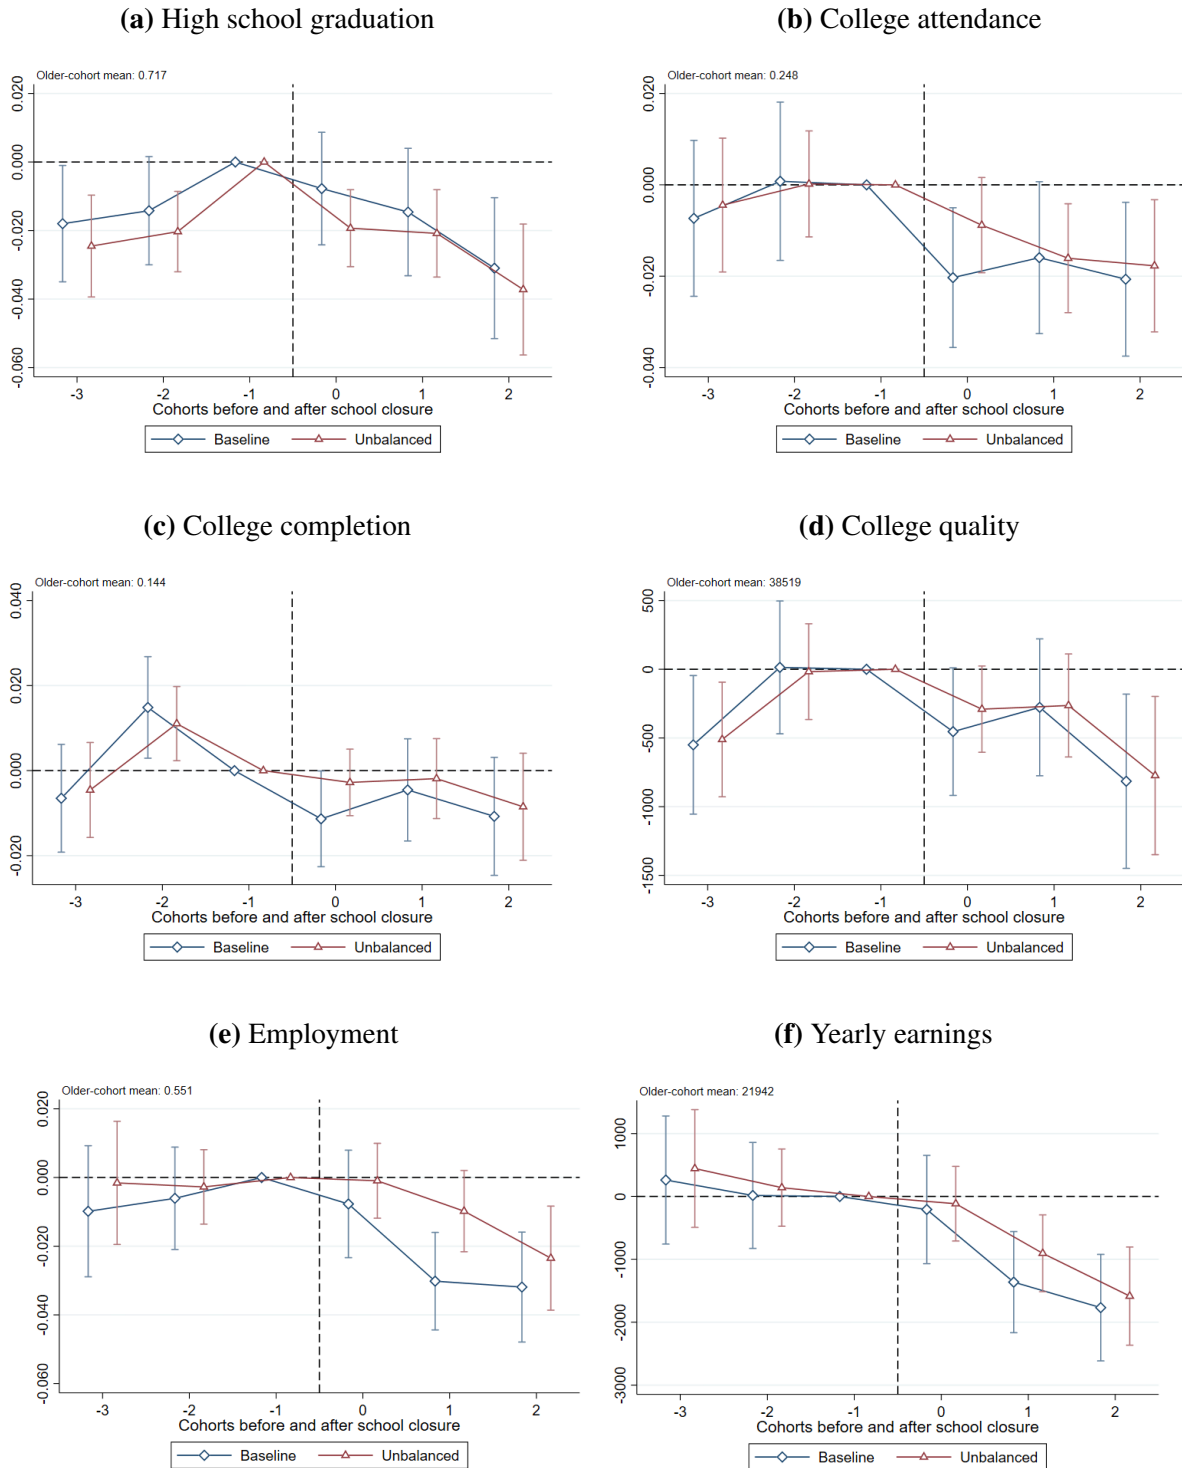 (a) High school graduation
Older-cohort mean: 0.717
0.020
0.000
-0.020
-0.040
-0.060
-3 -2 -1 0 1 2
Cohorts before and after school closure
Baseline Unbalanced
(b) College attendance
Older-cohort mean: 0.248
0.020
0.000
-0.020
-0.040
-3 -2 -1 0 1 2
Cohorts before and after school closure
Baseline Unbalanced
(c) College completion
Older-cohort mean: 0.144
0.040
0.020
0.000
-0.020
-3 -2 -1 0 1 2
Cohorts before and after school closure
Baseline Unbalanced
(d) College quality
Older-cohort mean: 38519
500
0
-500
-1000
-1500
-3 -2 -1 0 1 2
Cohorts before and after school closure
Baseline Unbalanced
(e) Employment
Older-cohort mean: 0.551
0.020
0.000
-0.020
-0.040
-0.060
-3 -2 -1 0 1 2
Cohorts before and after school closure
Baseline Unbalanced
(f) Yearly earnings
Older-cohort mean: 21942
1000
0
-1000
-2000
-3000
-3 -2 -1 0 1 2
Cohorts before and after school closure
Baseline Unbalanced